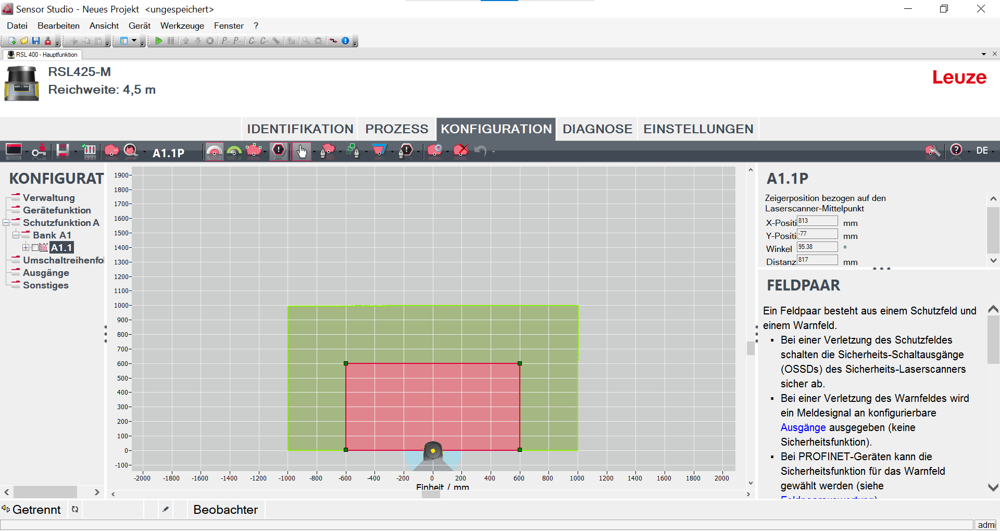 Sensor Studio - Neues Projekt  <ungespeichert>
Datei Bearbeiten Ansicht Gerät Werkzeuge Fenster ?
RSL 400 - Hauptfunktion
RSL425-M
Reichweite: 4,5 m
Leuze
IDENTIFIKATION PROZESS KONFIGURATION DIAGNOSE EINSTELLUNGEN
A1.1P
DE
KONFIGURAT
Verwaltung
Gerätefunktion
Schutzfunktion A
Bank A1
A1.1
Umschaltreihenfol
Ausgänge
Sonstiges
1900
1800
1700
1600
1500
1400
1300
1200
1100
1000
900
800
700
600
500
400
300
200
100
0
-100
-2000 -1800 -1600 -1400 -1200 -1000 -800 -600 -400 -200 0 200 400 600 800 1000 1200 1400 1600 1800 2000
Einheit / mm
A1.1P
Zeigerposition bezogen auf den
Laserscanner-Mittelpunkt
X-Positi 813 mm
Y-Positi -77 mm
Winkel 95.38 °
Distanz 817 mm
FELDPAAR
Ein Feldpaar besteht aus einem Schutzfeld und
einem Warnfeld.
▪ Bei einer Verletzung des Schutzfeldes
schalten die Sicherheits-Schaltausgänge
(OSSDs) des Sicherheits-Laserscanners
sicher ab.
▪ Bei einer Verletzung des Warnfeldes wird
ein Meldesignal an konfigurierbare
Ausgänge ausgegeben (keine
Sicherheitsfunktion).
▪ Bei PROFINET-Geräten kann die
Sicherheitsfunktion für das Warnfeld
gewählt werden (siehe
Feldpaarauswertung)
Getrennt
Beobachter
admi